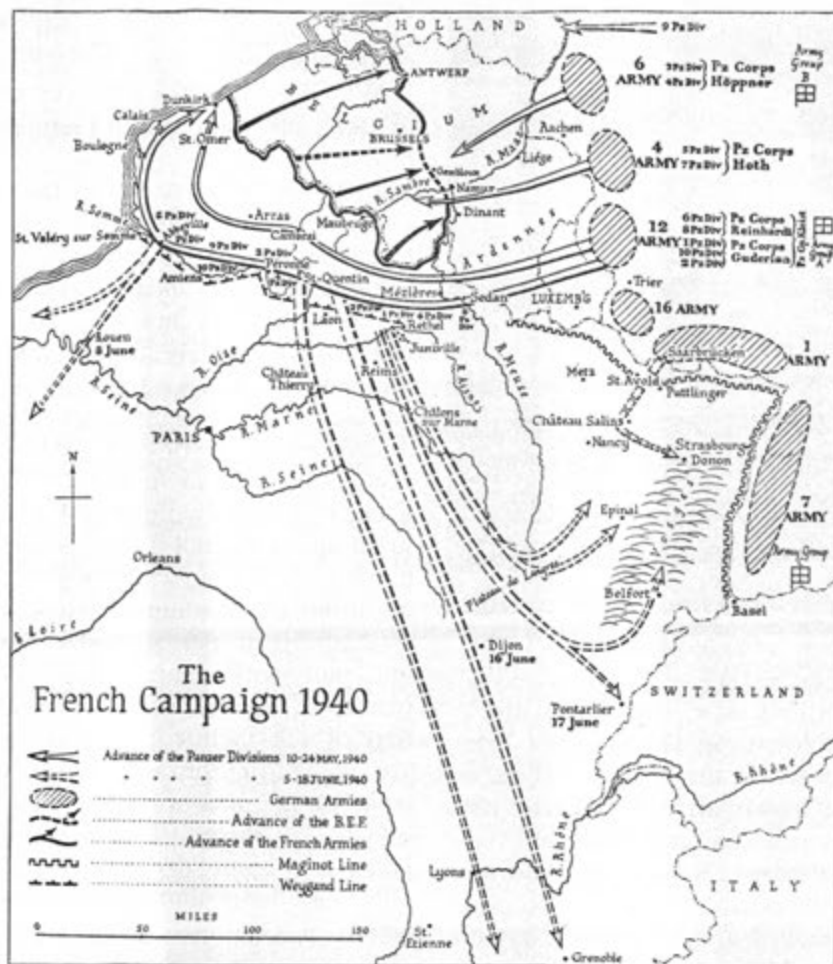 HOLLAND
9 Pz Div
6 ARMY
3 Pz Div
4 Pz Div
Pz Corps
Höppner
Army Group B
ANTWERP
Dunkirk
Calais
Boulogne
St. Omer
BRUSSELS
Aachen
R. Maas
Liége
4 ARMY
5 Pz Div
7 Pz Div
Pz Corps
Hoth
R. Sambre
Gembloux
Namur
Dinant
Maubruge
Arras
Cambrai
R. Somme
Abbeville
St. Valéry sur Somme
Ardennes
12 ARMY
6 Pz Div
8 Pz Div
Pz Corps
Reinhardt
1 Pz Div
10 Pz Div
2 Pz Div
Pz Corps
Guderian
Amiens
Peronne
St-Quentin
Mézières
Sedan
LUXEMBG
Trier
16 ARMY
Laon
Rethel
Juniville
Rouen
8 June
R. Oise
R. Seine
Château Thierry
Reims
R. Meuse
Metz
St. Avold
Saarbrücken
1 ARMY
Puttlinger
Château Salins
Nancy
Strasbourg
Donon
Châlons sur Marne
PARIS
R. Marne
R. Seine
N
7 ARMY
Army Group
Epinal
Plateau de
Belfort
Basel
Orleans
R. Loire
Dijon
16 June
Pontarlier
17 June
SWITZERLAND
The
French Campaign 1940
Advance of the Panzer Divisions 10-24 MAY, 1940
" 5-18 JUNE, 1940
German Armies
Advance of the B.E.F.
Advance of the French Armies
Maginot Line
Weygand Line
MILES
0 50 100 150
R. Rhône
R. Rhône
Lyons
ITALY
St. Etienne
Grenoble